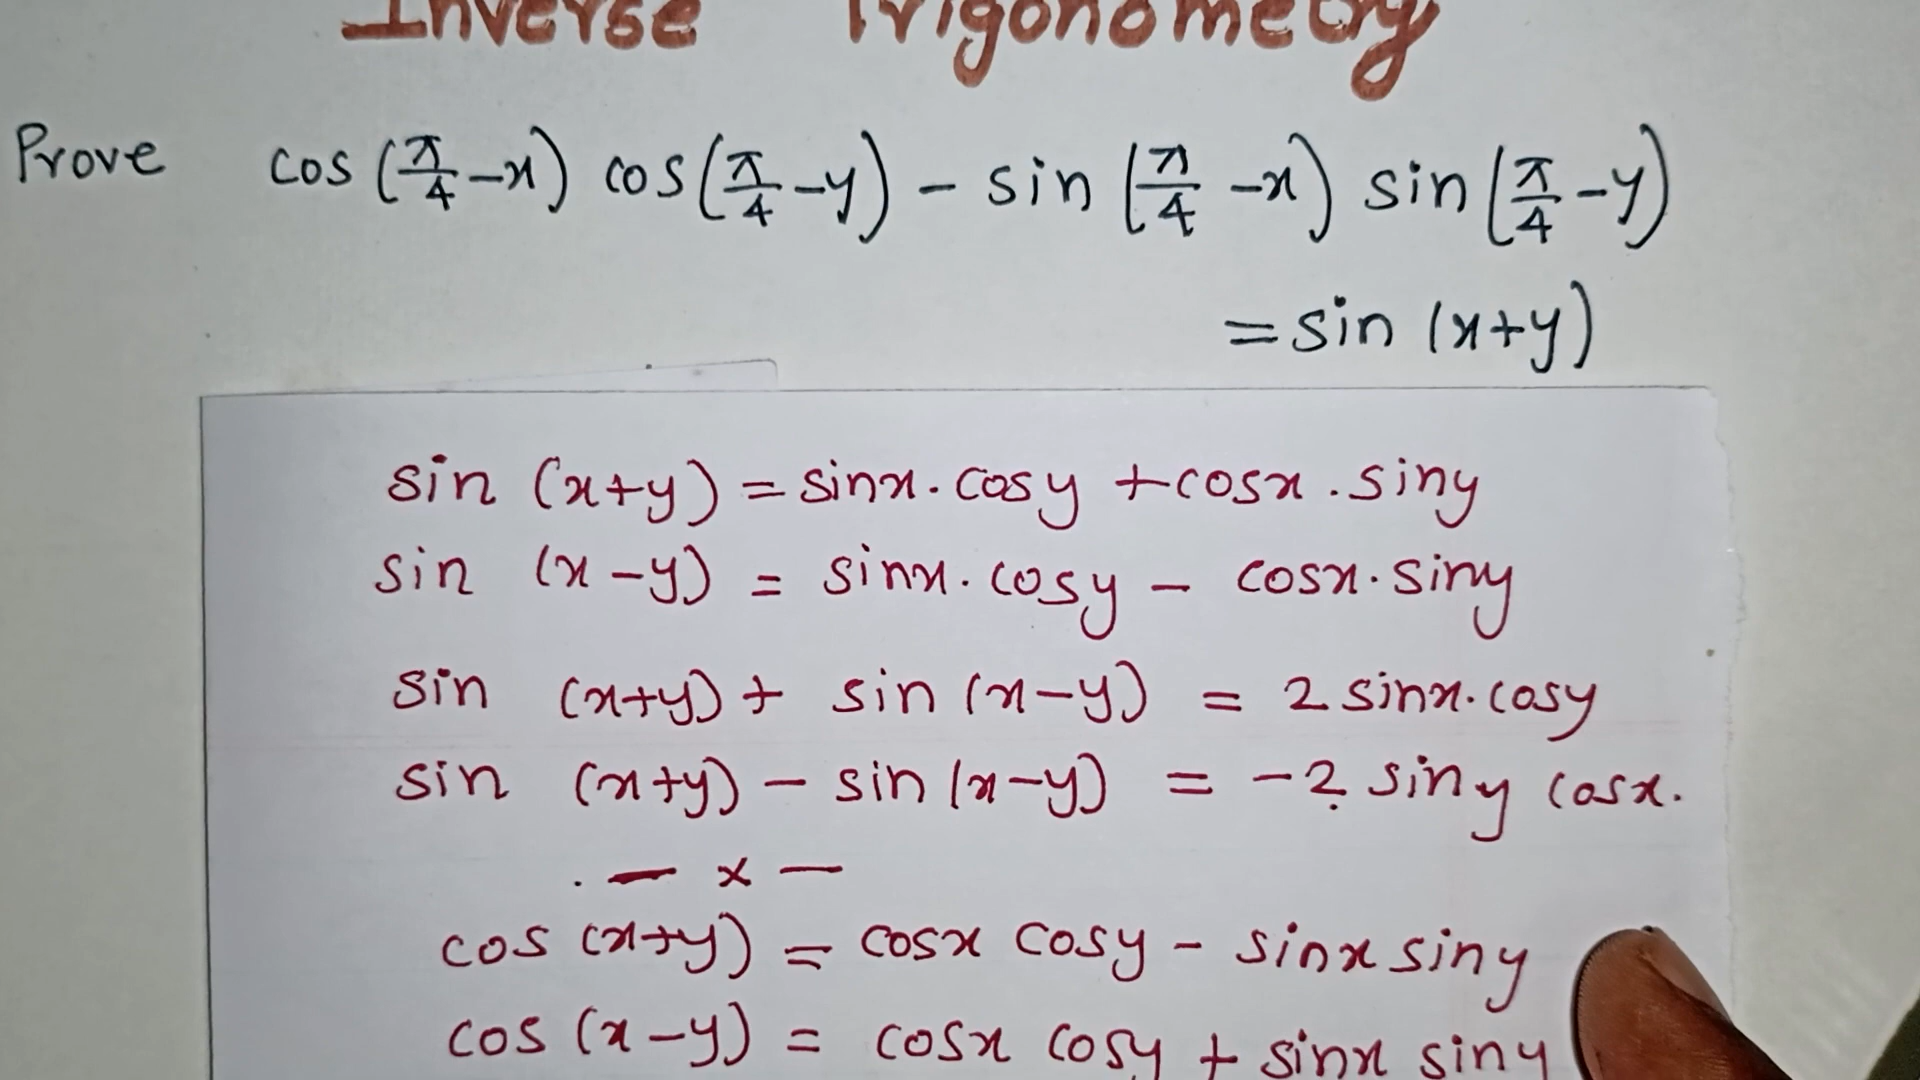 Inverse Trigonometry
Prove cos (π/4 - x) cos (π/4 - y) - sin (π/4 - x) sin (π/4 - y)
= sin (x+y)
sin (x+y) = sinx. cosy + cosx . siny
sin (x-y) = sinx. cosy - cosx. siny
sin (x+y) + sin (x-y) = 2 sinx. cosy
sin (x+y) - sin (x-y) = -2 siny cosx.
. — x —
cos (x+y) = cosx cosy - sinx siny
cos (x-y) = cosx cosy + sinx siny